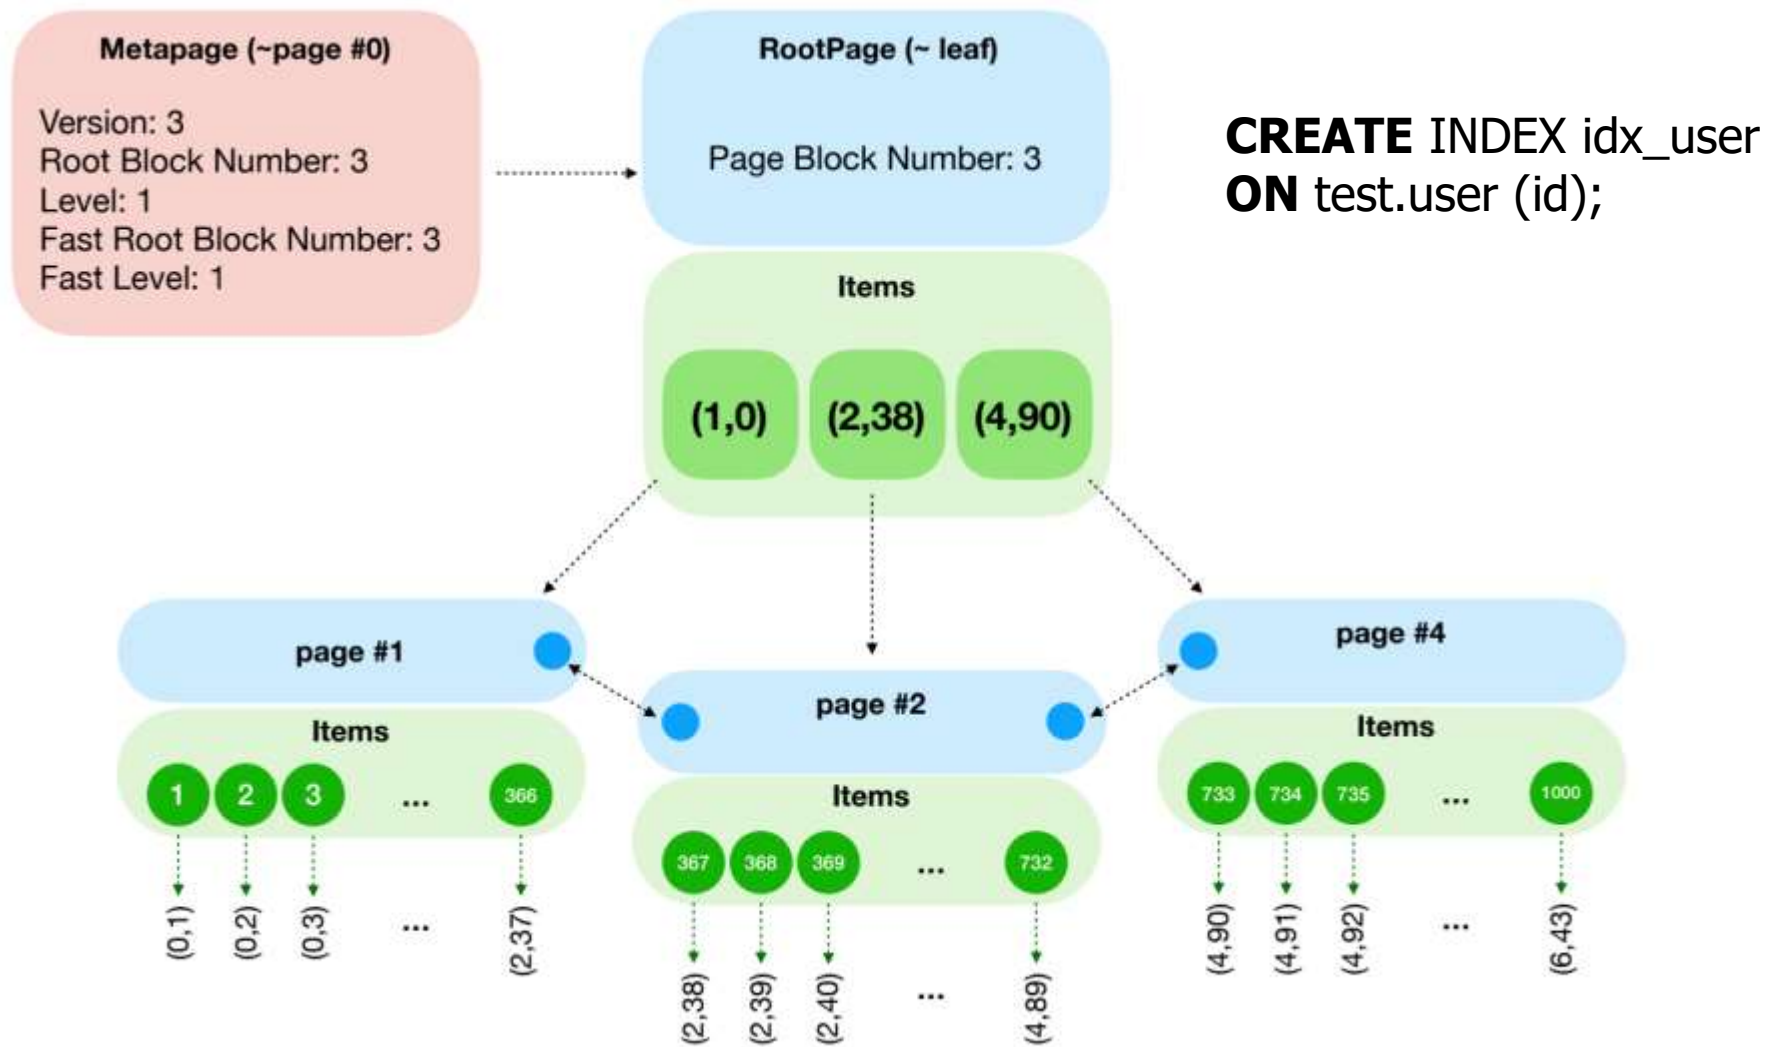 Metapage (~page #0)
Version: 3
Root Block Number: 3
Level: 1
Fast Root Block Number: 3
Fast Level: 1
RootPage (~ leaf)
Page Block Number: 3
CREATE INDEX idx_user
ON test.user (id);
Items
(1,0) (2,38) (4,90)
page #1
Items
1 2 3 ... 366
(0,1) (0,2) (0,3) ... (2,37)
page #2
Items
367 368 369 ... 732
(2,38) (2,39) (2,40) ... (4,89)
page #4
Items
733 734 735 ... 1000
(4,90) (4,91) (4,92) ... (6,43)